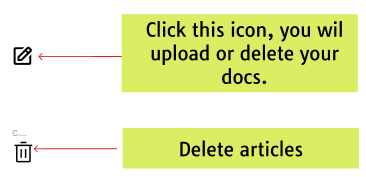 Click this icon, you wil
upload or delete your
docs.
c...
Delete articles